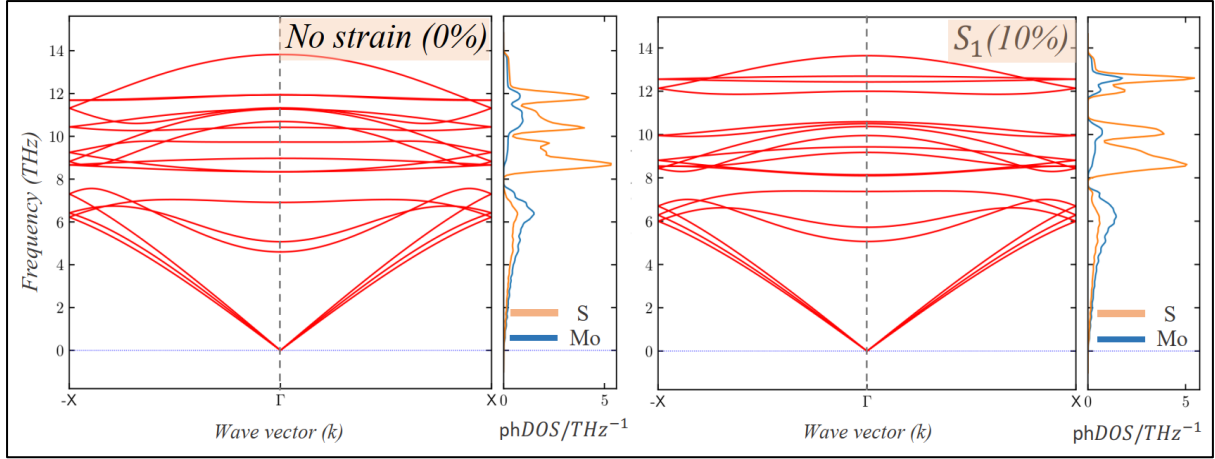 No strain (0%)
S₁(10%)
Frequency (THz)
14
12
10
8
6
4
2
0
-X
Γ
X
0
5
Wave vector (k)
phDOS/THz⁻¹
S
Mo
14
12
10
8
6
4
2
0
-X
Γ
X
0
5
Wave vector (k)
phDOS/THz⁻¹
S
Mo